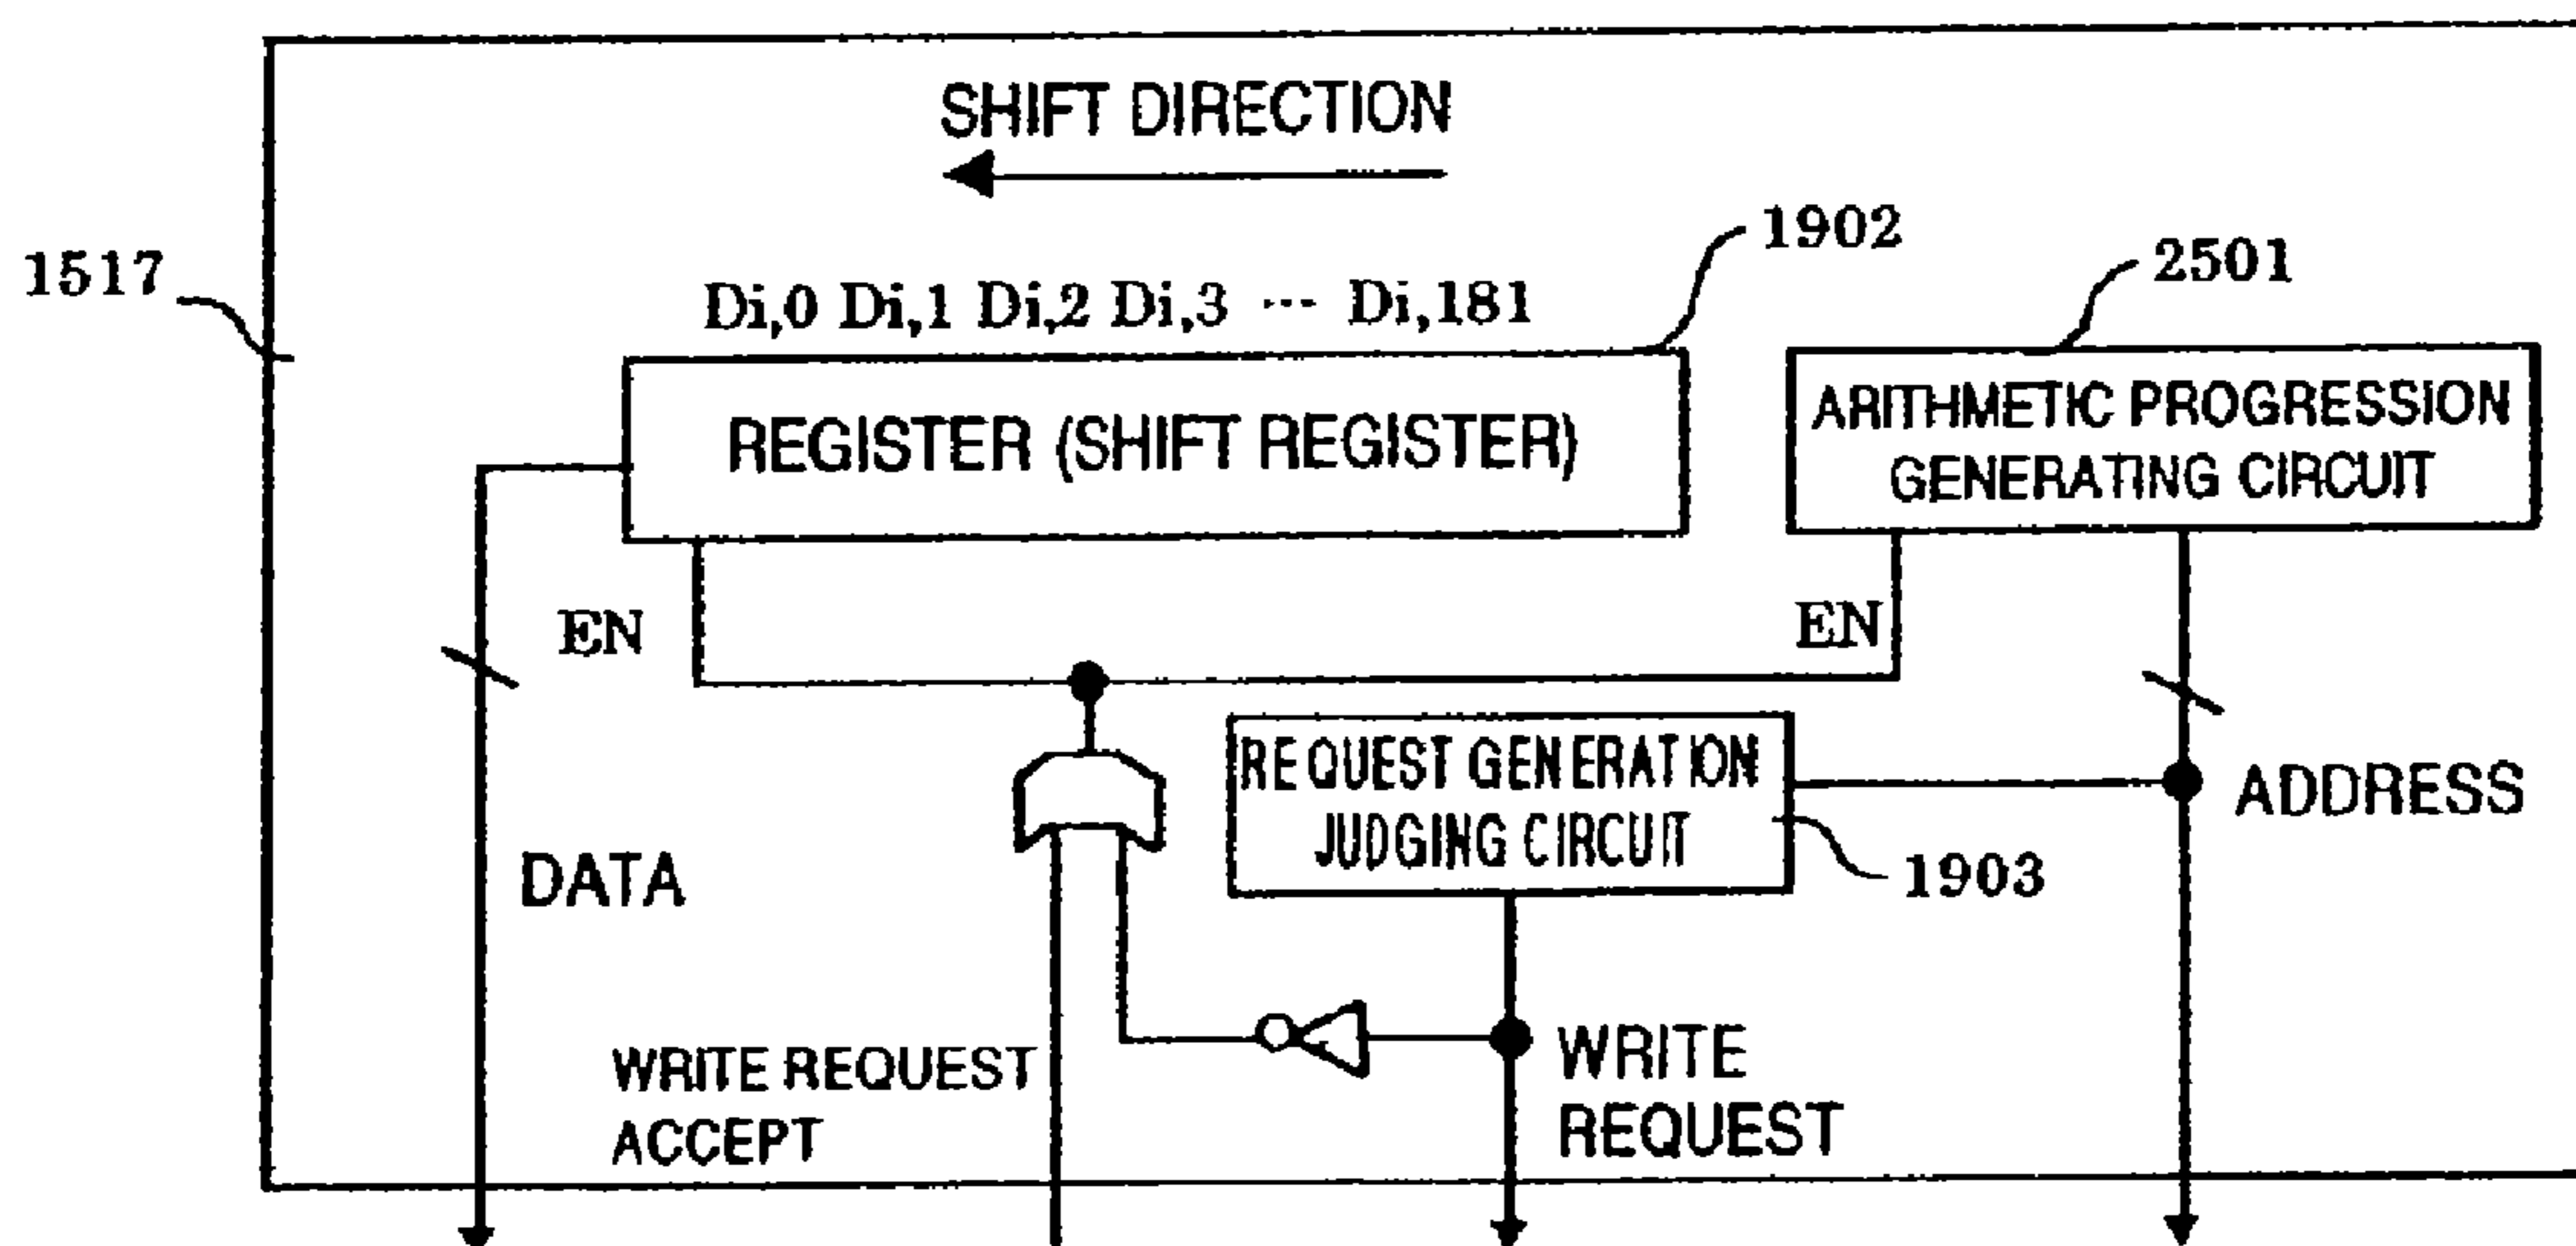 SHIFT DIRECTION
1902
2501
1517
Di,0 Di,1 Di,2 Di,3 ··· Di,181
REGISTER (SHIFT REGISTER)
ARITHMETIC PROGRESSION
GENERATING CIRCUIT
EN
EN
REQUEST GENERATION
JUDGING CIRCUIT
ADDRESS
DATA
1903
WRITE REQUEST
ACCEPT
WRITE
REQUEST